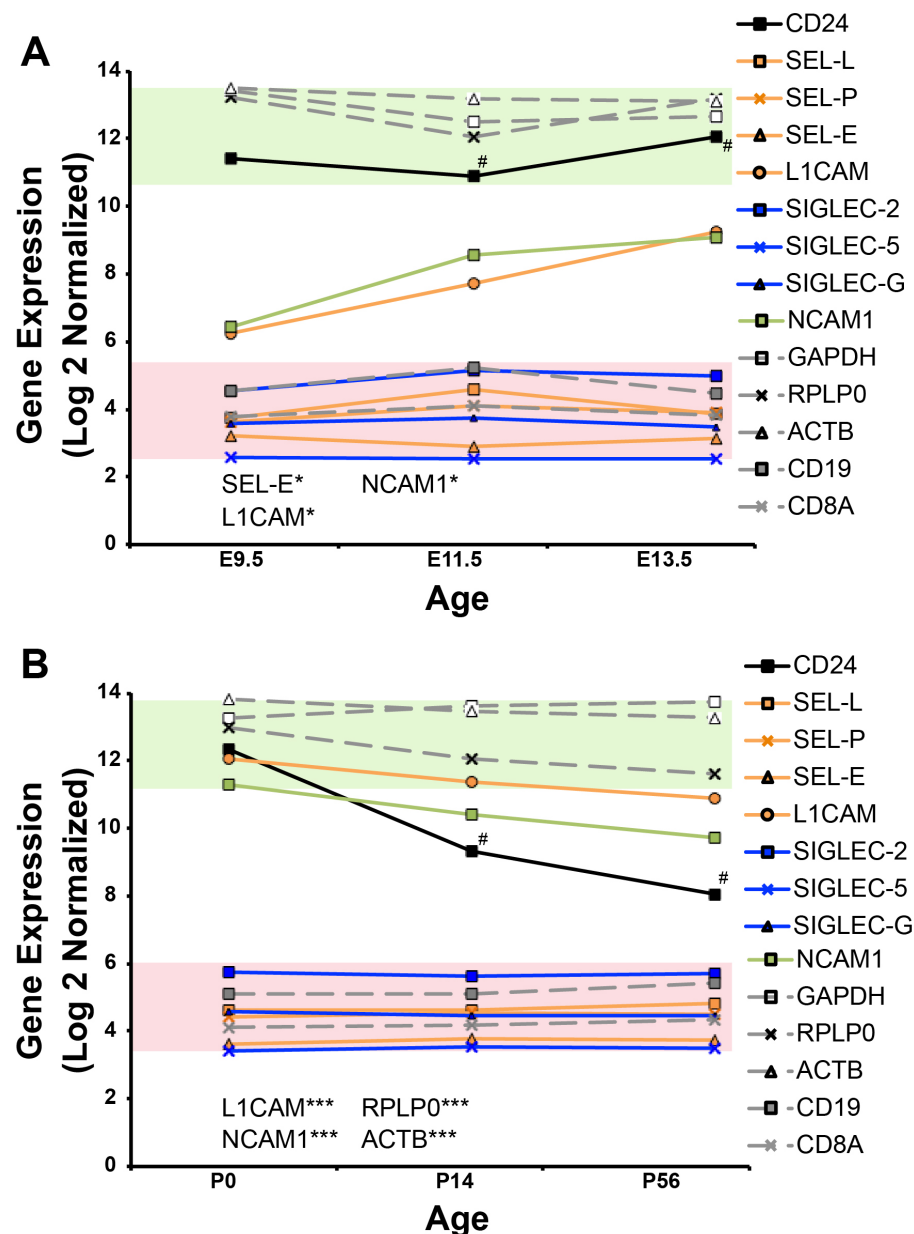 A
Gene Expression
(Log 2 Normalized)
14
12
10
8
6
4
2
0
#
#
SEL-E* NCAM1*
L1CAM*
E9.5 E11.5 E13.5
Age
CD24
SEL-L
SEL-P
SEL-E
L1CAM
SIGLEC-2
SIGLEC-5
SIGLEC-G
NCAM1
GAPDH
RPLP0
ACTB
CD19
CD8A
B
Gene Expression
(Log 2 Normalized)
14
12
10
8
6
4
2
0
#
#
L1CAM*** RPLP0***
NCAM1*** ACTB***
P0 P14 P56
Age
CD24
SEL-L
SEL-P
SEL-E
L1CAM
SIGLEC-2
SIGLEC-5
SIGLEC-G
NCAM1
GAPDH
RPLP0
ACTB
CD19
CD8A